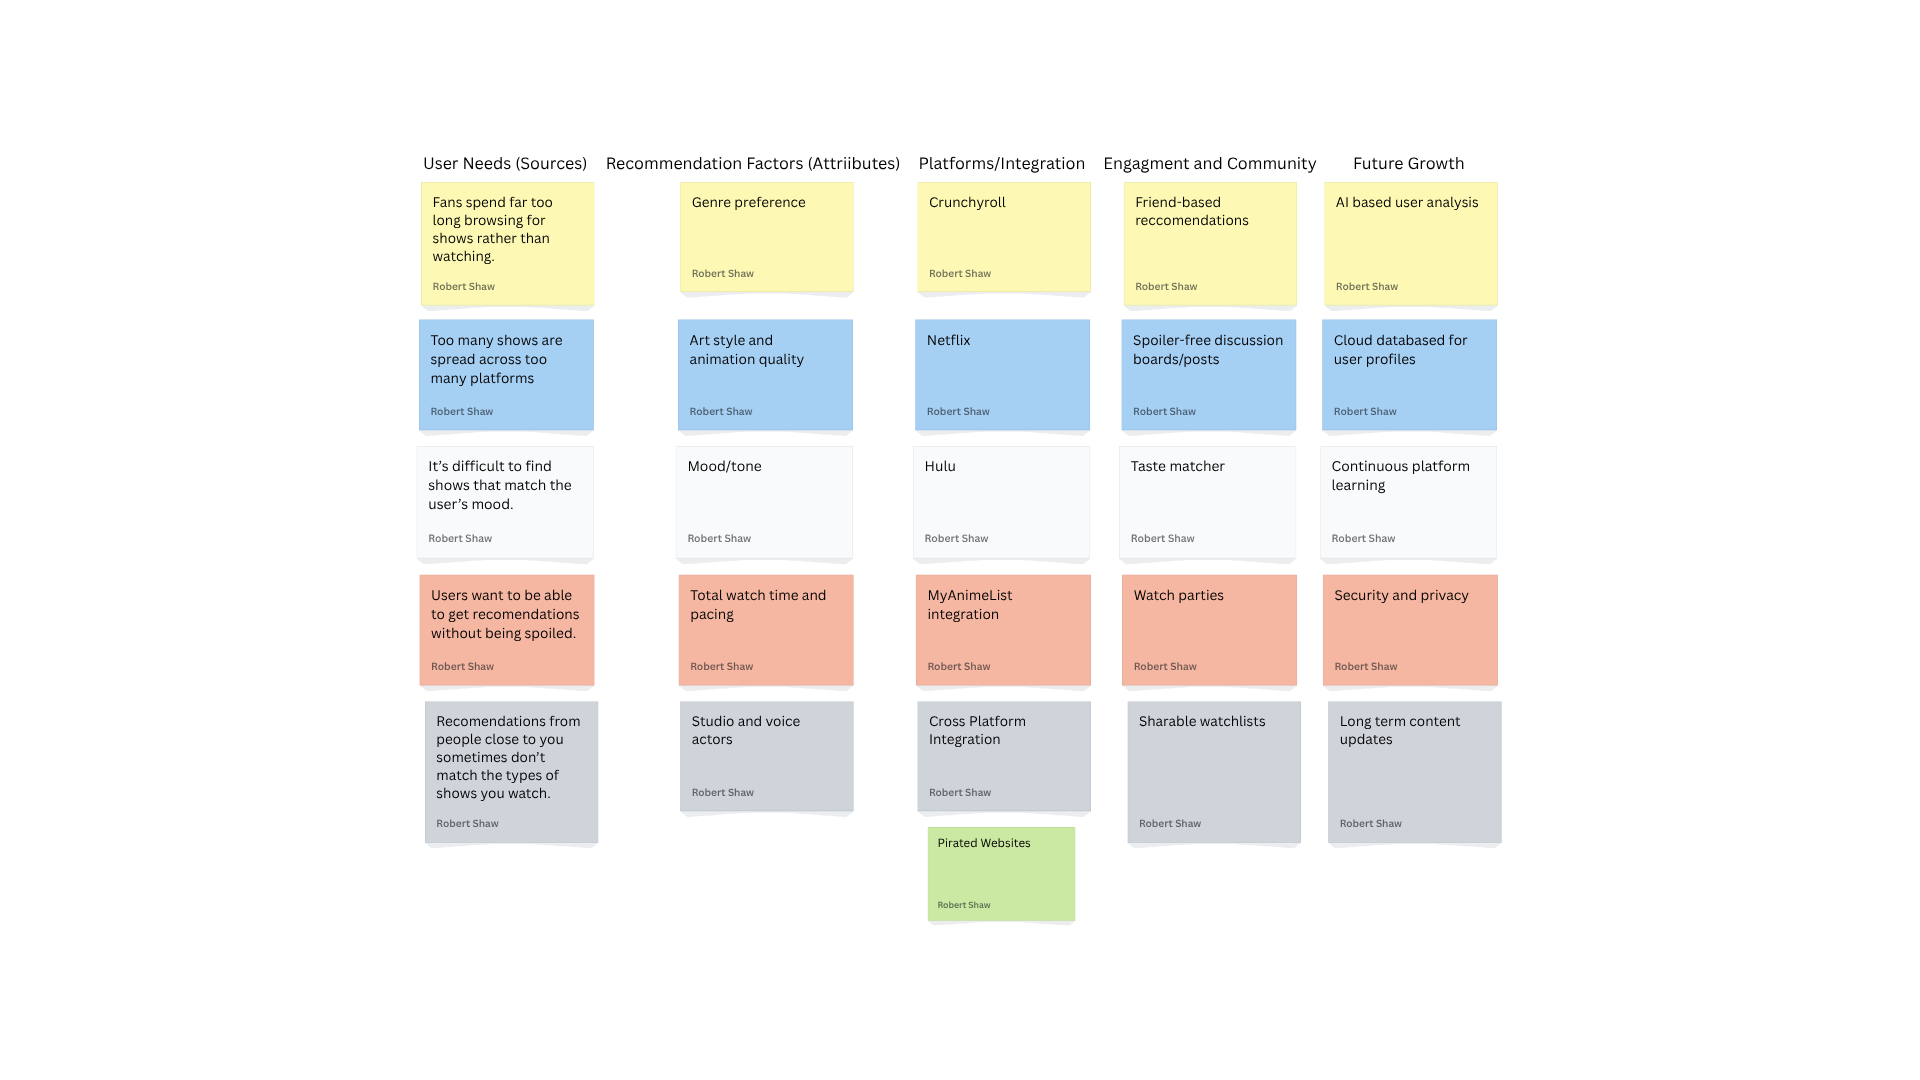 User Needs (Sources)
Fans spend far too
long browsing for
shows rather than
watching.
Robert Shaw
Too many shows are
spread across too
many platforms
Robert Shaw
It’s difficult to find
shows that match the
user’s mood.
Robert Shaw
Users want to be able
to get recomendations
without being spoiled.
Robert Shaw
Recomendations from
people close to you
sometimes don’t
match the types of
shows you watch.
Robert Shaw
Recommendation Factors (Attriibutes)
Genre preference
Robert Shaw
Art style and
animation quality
Robert Shaw
Mood/tone
Robert Shaw
Total watch time and
pacing
Robert Shaw
Studio and voice
actors
Robert Shaw
Platforms/Integration
Crunchyroll
Robert Shaw
Netflix
Robert Shaw
Hulu
Robert Shaw
MyAnimeList
integration
Robert Shaw
Cross Platform
Integration
Robert Shaw
Pirated Websites
Robert Shaw
Engagment and Community
Friend-based
reccomendations
Robert Shaw
Spoiler-free discussion
boards/posts
Robert Shaw
Taste matcher
Robert Shaw
Watch parties
Robert Shaw
Sharable watchlists
Robert Shaw
Future Growth
AI based user analysis
Robert Shaw
Cloud databased for
user profiles
Robert Shaw
Continuous platform
learning
Robert Shaw
Security and privacy
Robert Shaw
Long term content
updates
Robert Shaw